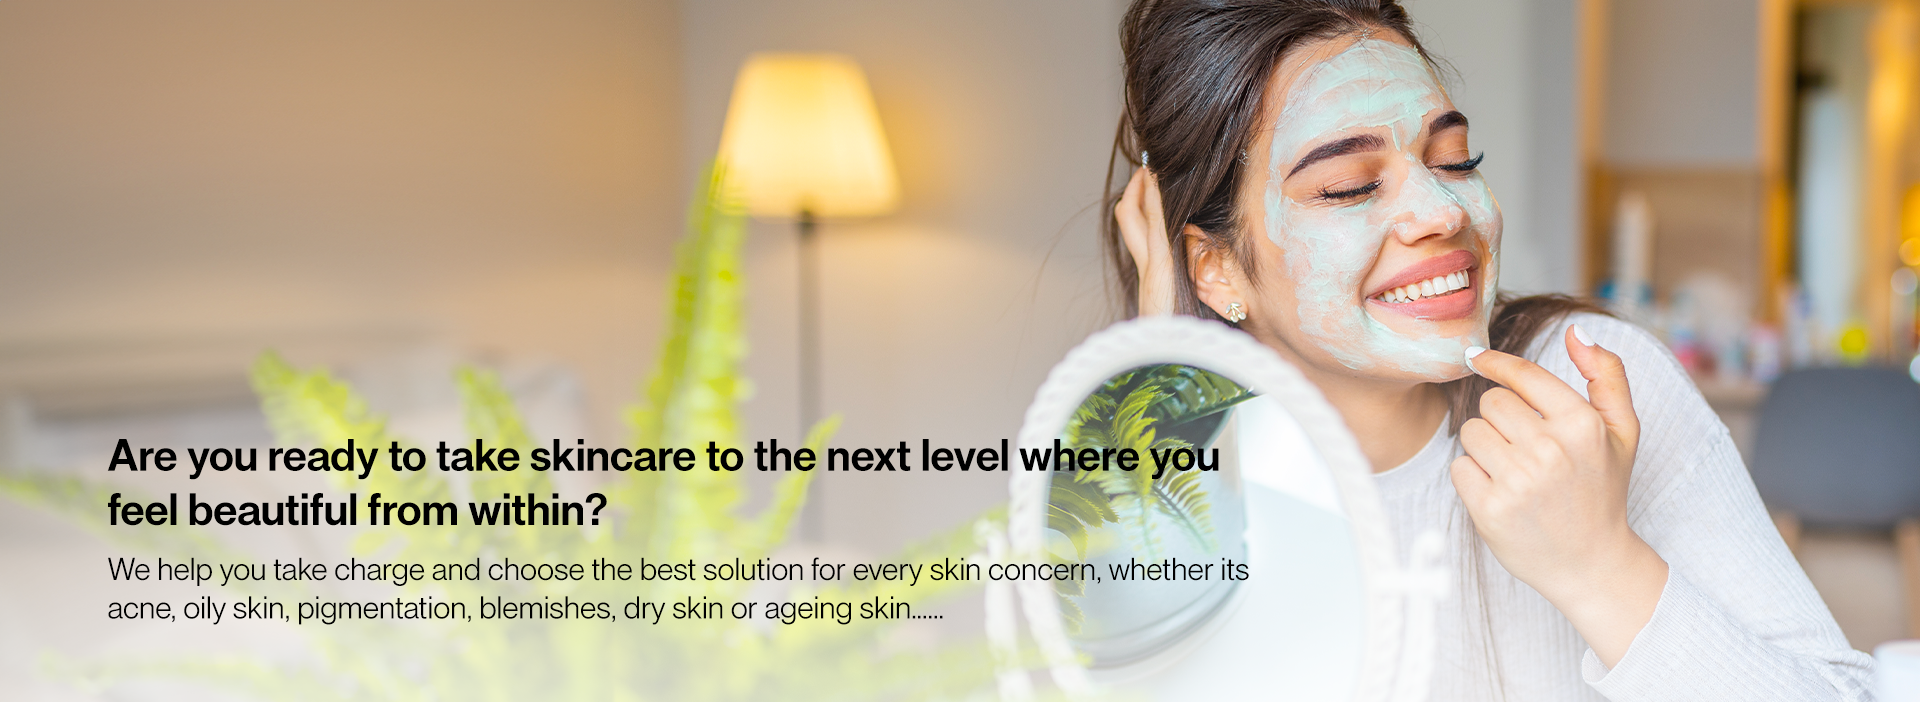 Are you ready to take skincare to the next level where you
feel beautiful from within?
We help you take charge and choose the best solution for every skin concern, whether its
acne, oily skin, pigmentation, blemishes, dry skin or ageing skin......